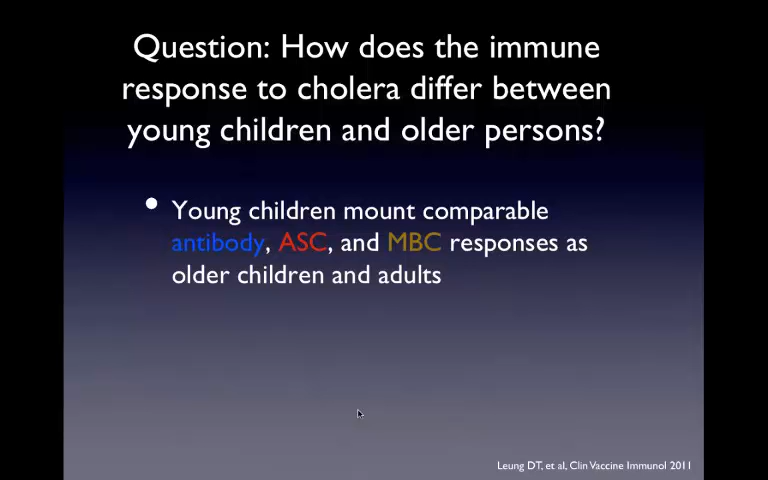 Question: How does the immune
response to cholera differ between
young children and older persons?
• Young children mount comparable
antibody, ASC, and MBC responses as
older children and adults
Leung DT, et al, Clin Vaccine Immunol 2011